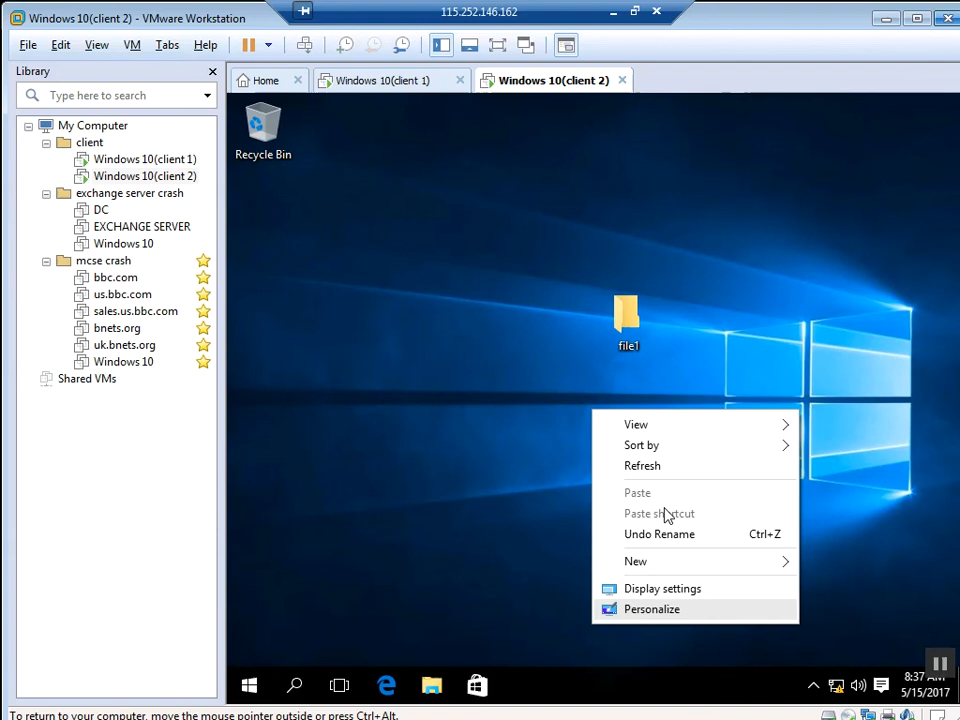 Windows 10(client 2) - VMware Workstation
115.252.146.162
File Edit View VM Tabs Help
Library
Type here to search
My Computer
client
Windows 10(client 1)
Windows 10(client 2)
exchange server crash
DC
EXCHANGE SERVER
Windows 10
mcse crash
bbc.com
us.bbc.com
sales.us.bbc.com
bnets.org
uk.bnets.org
Windows 10
Shared VMs
Home
Windows 10(client 1)
Windows 10(client 2)
Recycle Bin
file1
View
Sort by
Refresh
Paste
Paste shortcut
Undo Rename Ctrl+Z
New
Display settings
Personalize
8:37 AM
5/15/2017
To return to your computer, move the mouse pointer outside or press Ctrl+Alt.